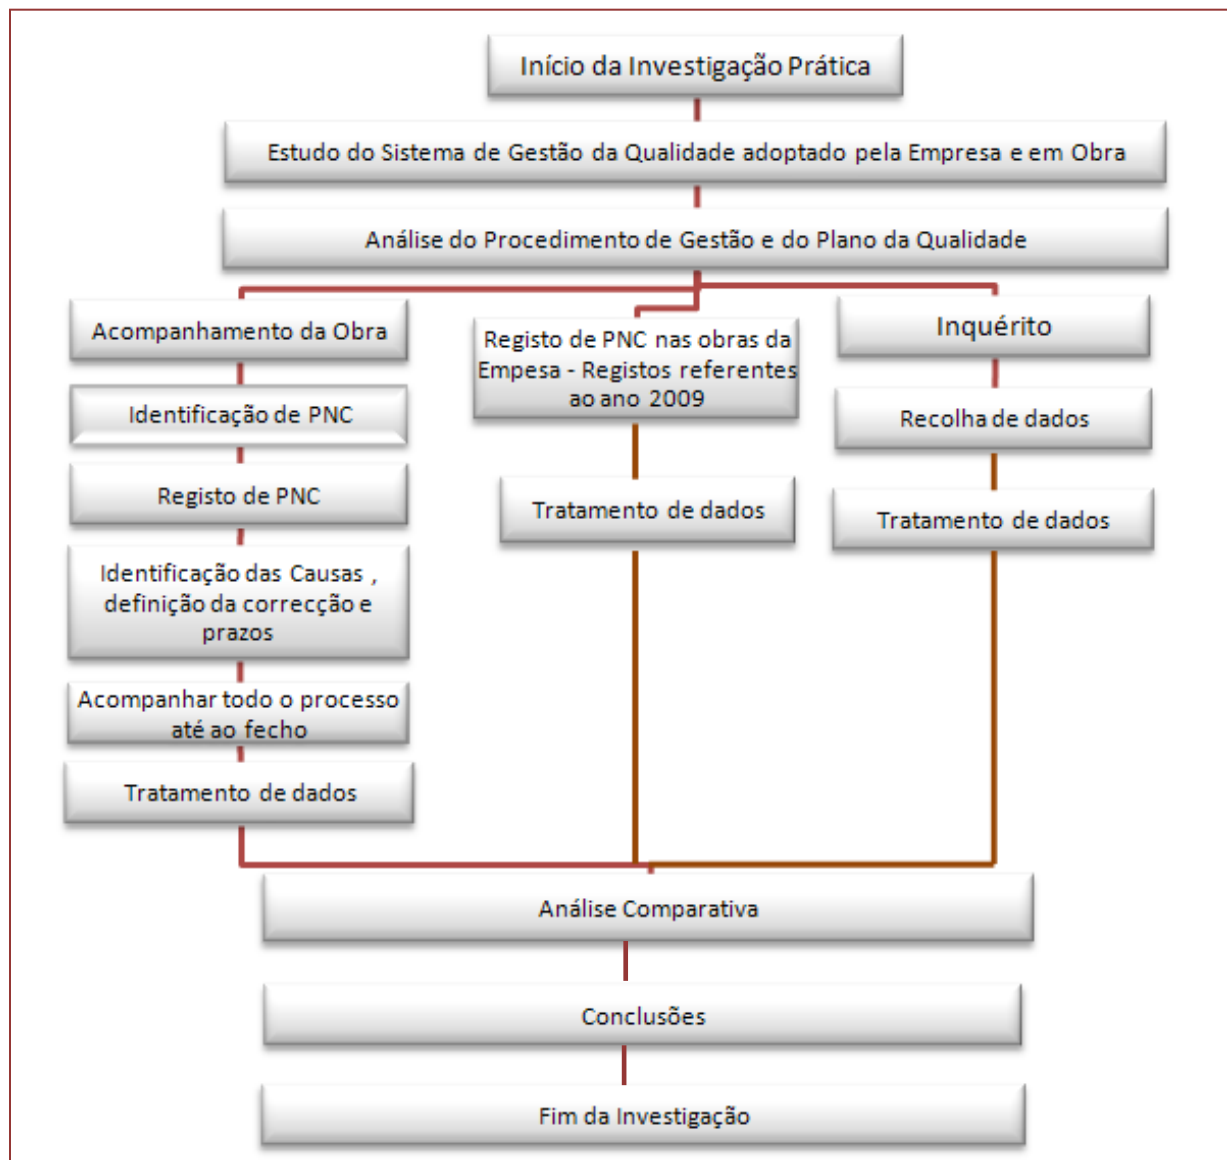 Início da Investigação Prática
Estudo do Sistema de Gestão da Qualidade adoptado pela Empresa e em Obra
Análise do Procedimento de Gestão e do Plano da Qualidade
Acompanhamento da Obra
Identificação de PNC
Registo de PNC
Identificação das Causas ,
definição da correcção e
prazos
Acompanhar todo o processo
até ao fecho
Tratamento de dados
Registo de PNC nas obras da
Empesa - Registos referentes
ao ano 2009
Tratamento de dados
Inquérito
Recolha de dados
Tratamento de dados
Análise Comparativa
Conclusões
Fim da Investigação